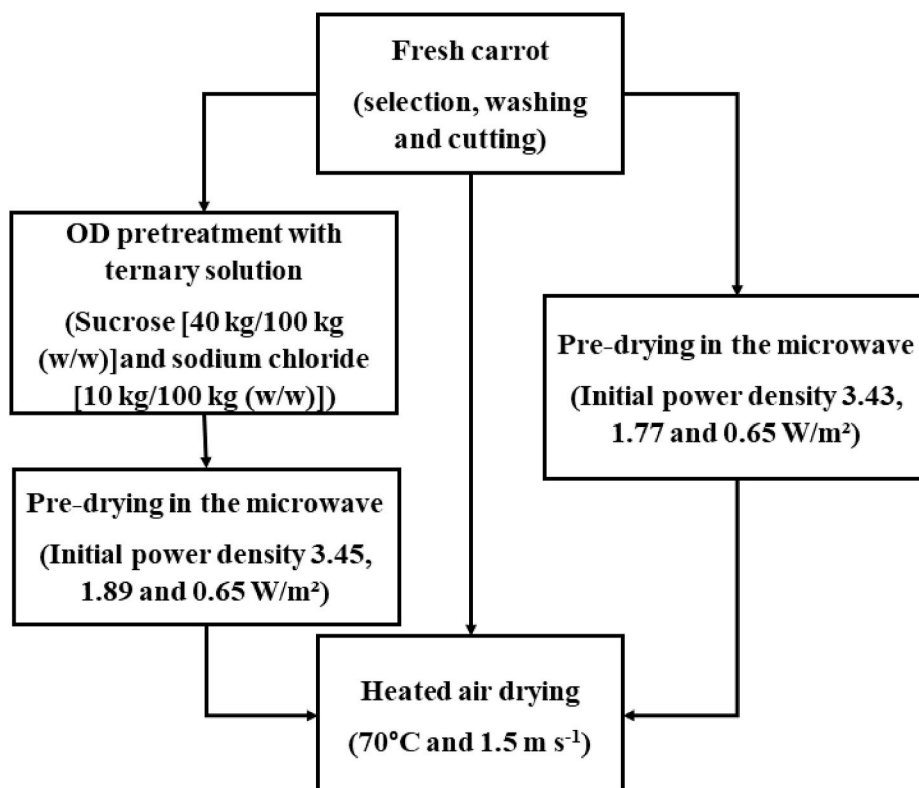 Fresh carrot
(selection, washing
and cutting)
OD pretreatment with
ternary solution
(Sucrose [40 kg/100 kg
(w/w)]and sodium chloride
[10 kg/100 kg (w/w)])
Pre-drying in the microwave
(Initial power density 3.43,
1.77 and 0.65 W/m²)
Pre-drying in the microwave
(Initial power density 3.45,
1.89 and 0.65 W/m²)
Heated air drying
(70°C and 1.5 m s⁻¹)